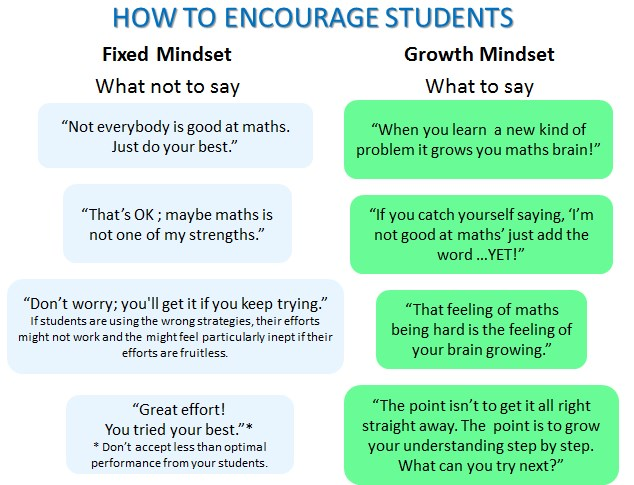 HOW TO ENCOURAGE STUDENTS
Fixed Mindset
What not to say
“Not everybody is good at maths.
Just do your best.”
“That’s OK ; maybe maths is
not one of my strengths.”
“Don’t worry; you'll get it if you keep trying.”
If students are using the wrong strategies, their efforts
might not work and the might feel particularly inept if their
efforts are fruitless.
“Great effort!
You tried your best.”*
* Don’t accept less than optimal
performance from your students.
Growth Mindset
What to say
“When you learn a new kind of
problem it grows you maths brain!”
“If you catch yourself saying, ‘I’m
not good at maths’ just add the
word ...YET!”
“That feeling of maths
being hard is the feeling of
your brain growing.”
“The point isn’t to get it all right
straight away. The point is to grow
your understanding step by step.
What can you try next?”